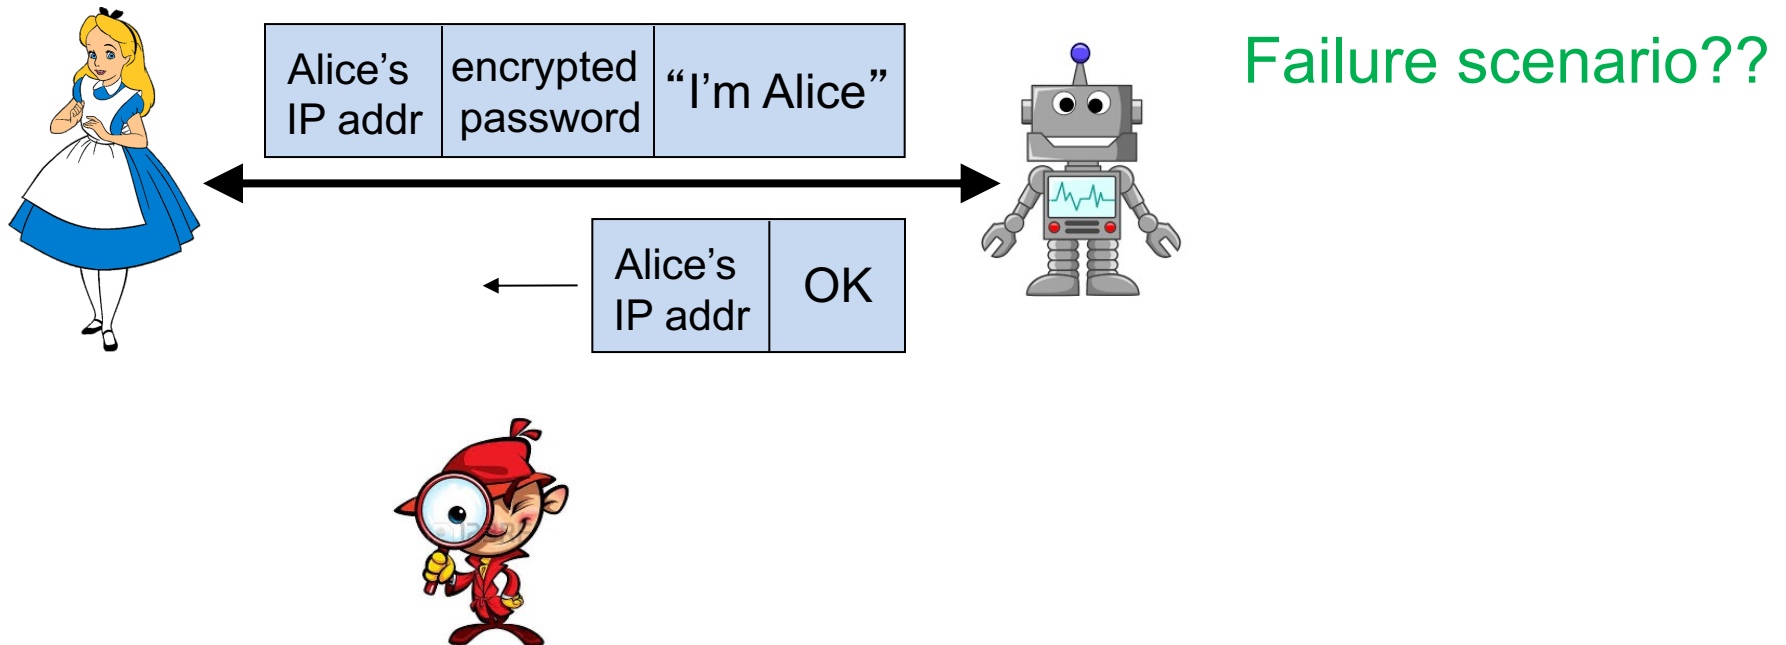 Failure scenario??
Alice’s
IP addr
encrypted
password
“I’m Alice”
Alice’s
IP addr
OK